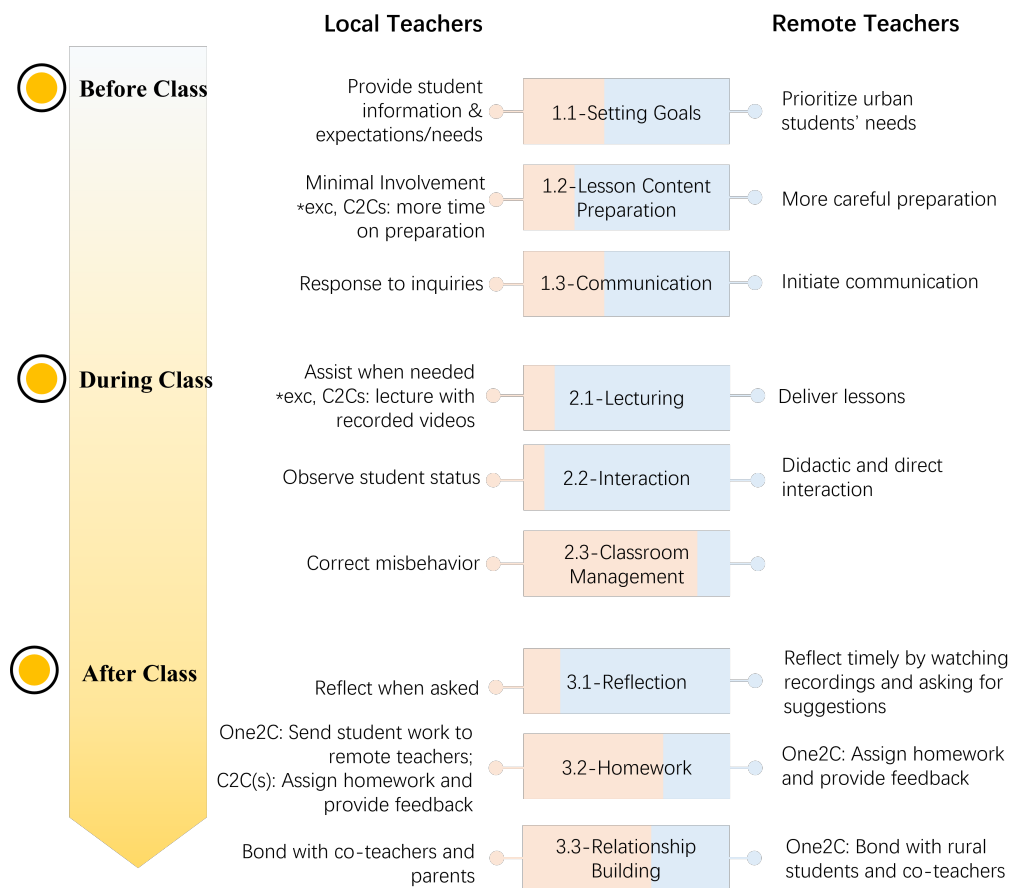 Local Teachers
Remote Teachers
Before Class
Provide student
information &
expectations/needs
1.1-Setting Goals
Prioritize urban
students’ needs
Minimal Involvement
*exc, C2Cs: more time
on preparation
1.2-Lesson Content
Preparation
More careful preparation
Response to inquiries
1.3-Communication
Initiate communication
During Class
Assist when needed
*exc, C2Cs: lecture with
recorded videos
2.1-Lecturing
Deliver lessons
Observe student status
2.2-Interaction
Didactic and direct
interaction
Correct misbehavior
2.3-Classroom
Management
After Class
Reflect when asked
3.1-Reflection
Reflect timely by watching
recordings and asking for
suggestions
One2C: Send student work to
remote teachers;
C2C(s): Assign homework and
provide feedback
3.2-Homework
One2C: Assign homework
and provide feedback
Bond with co-teachers and
parents
3.3-Relationship
Building
One2C: Bond with rural
students and co-teachers